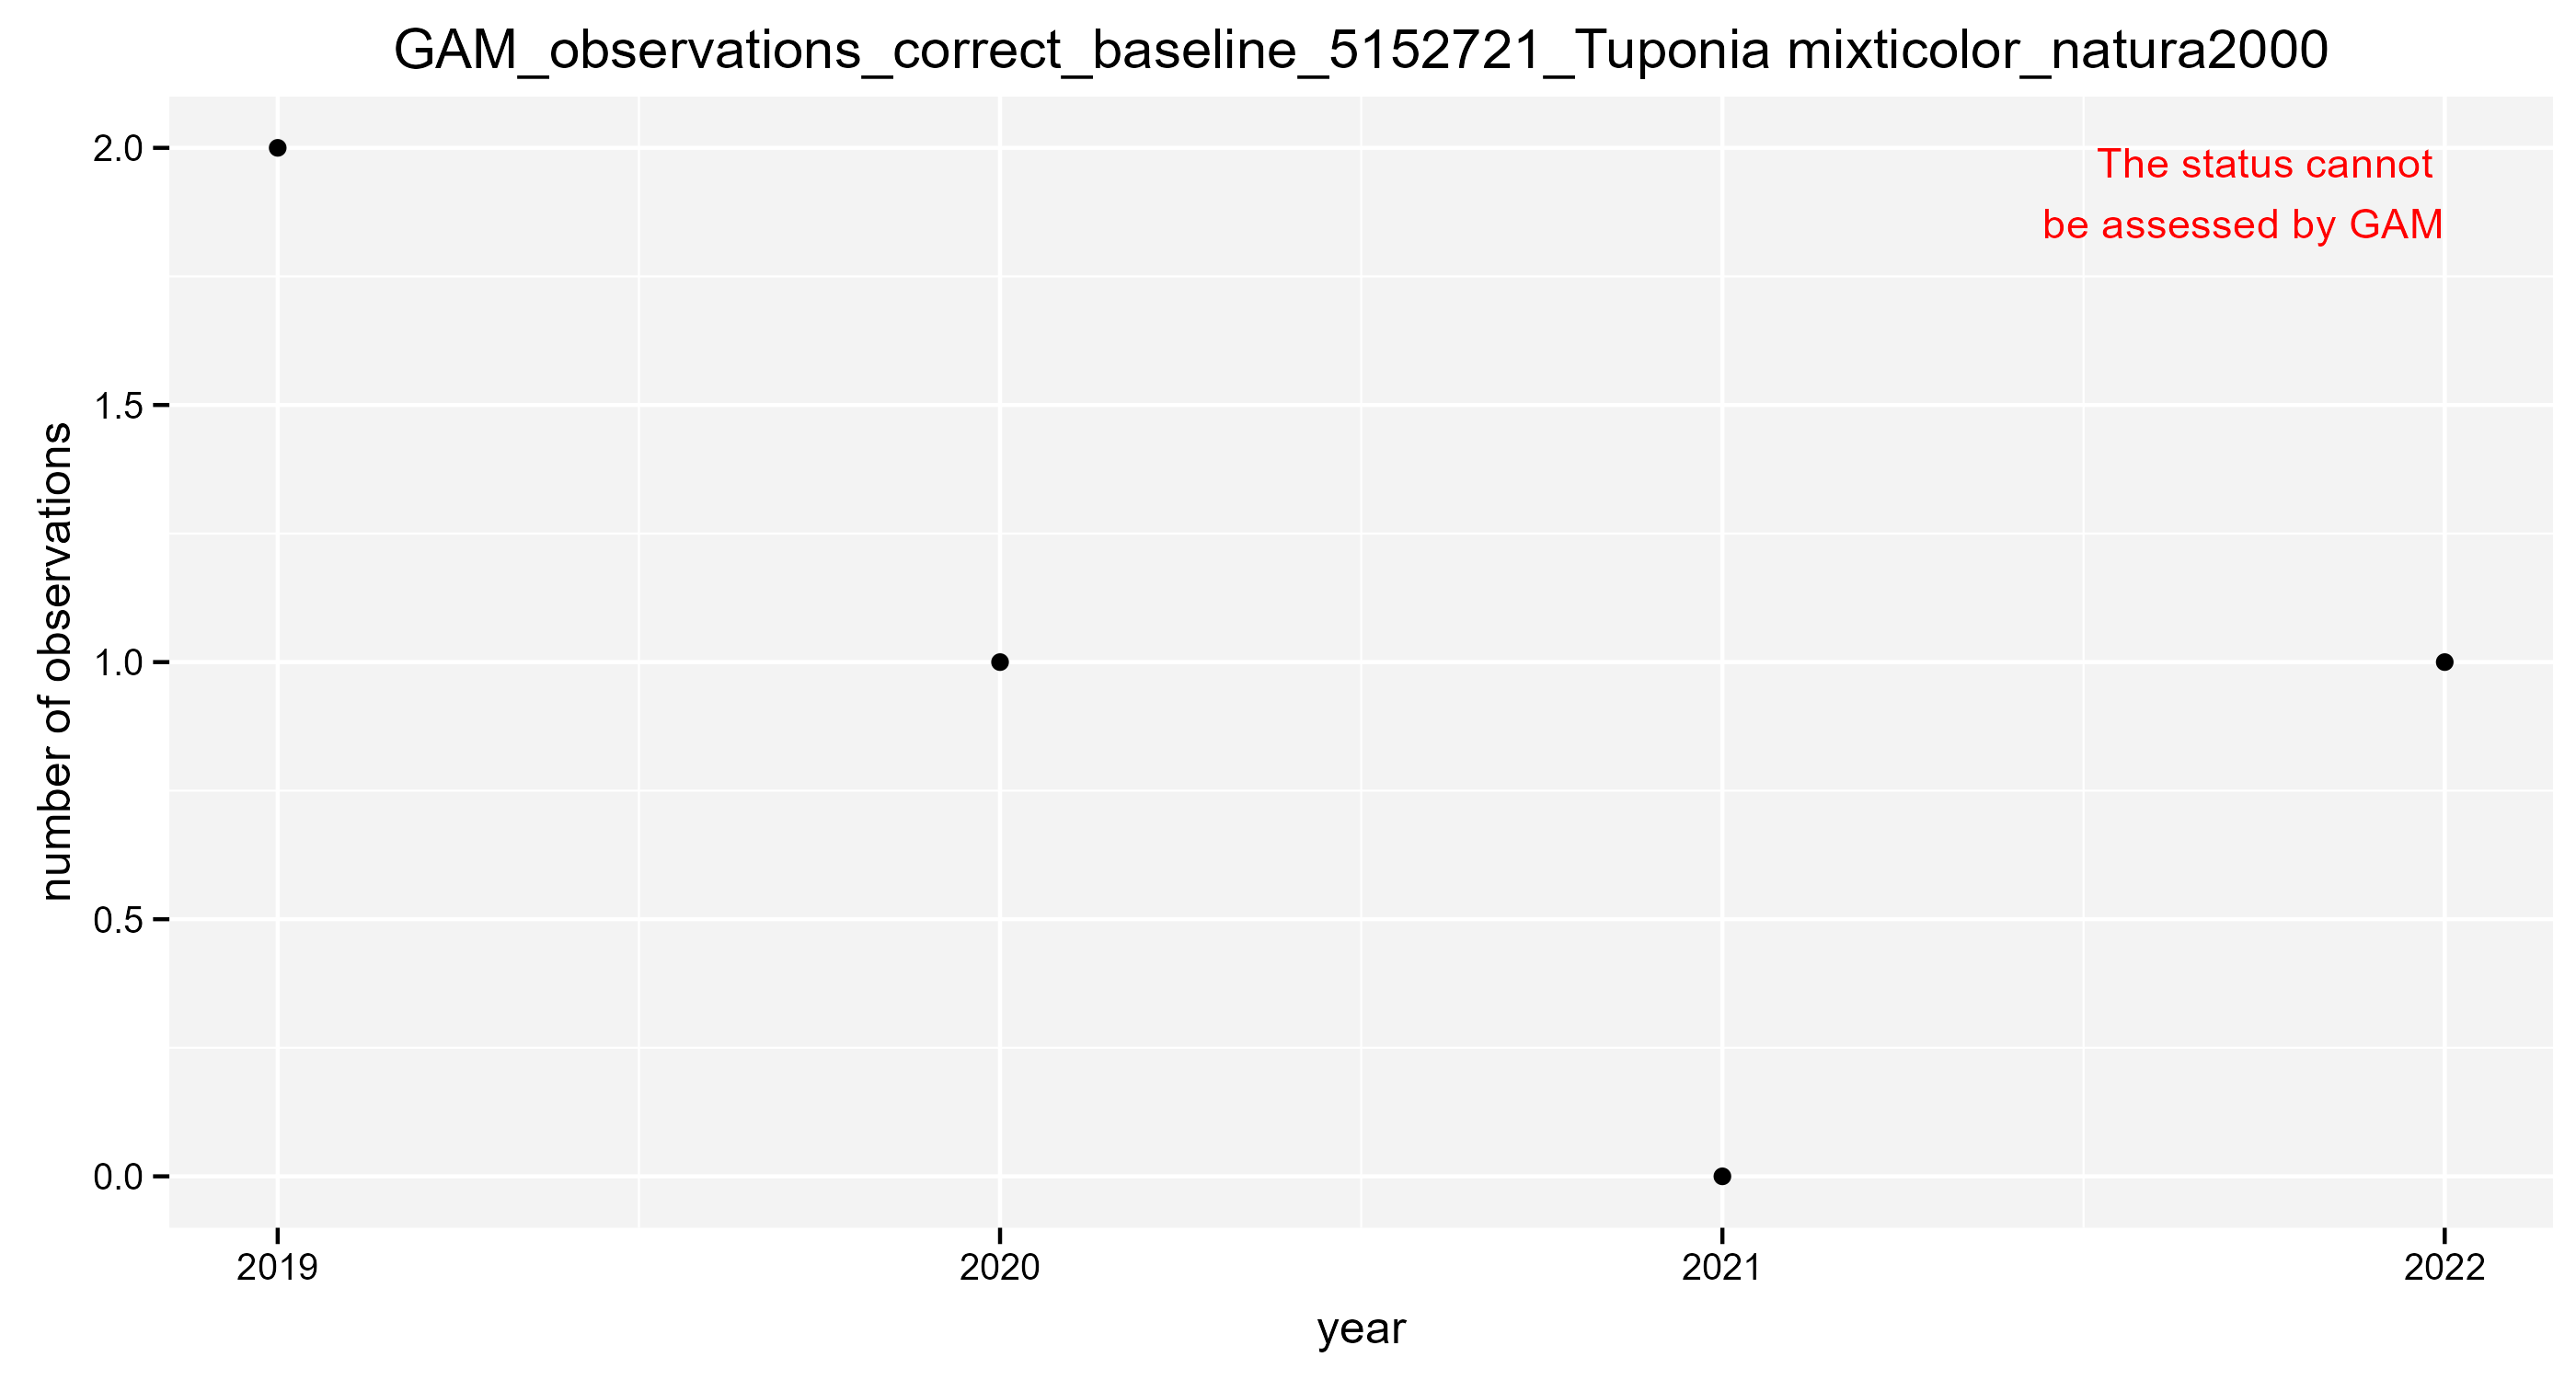 GAM_observations_correct_baseline_5152721_Tuponia mixticolor_natura2000
The status cannot
be assessed by GAM
number of observations
2.0
1.5
1.0
0.5
0.0
2019
2020
2021
2022
year